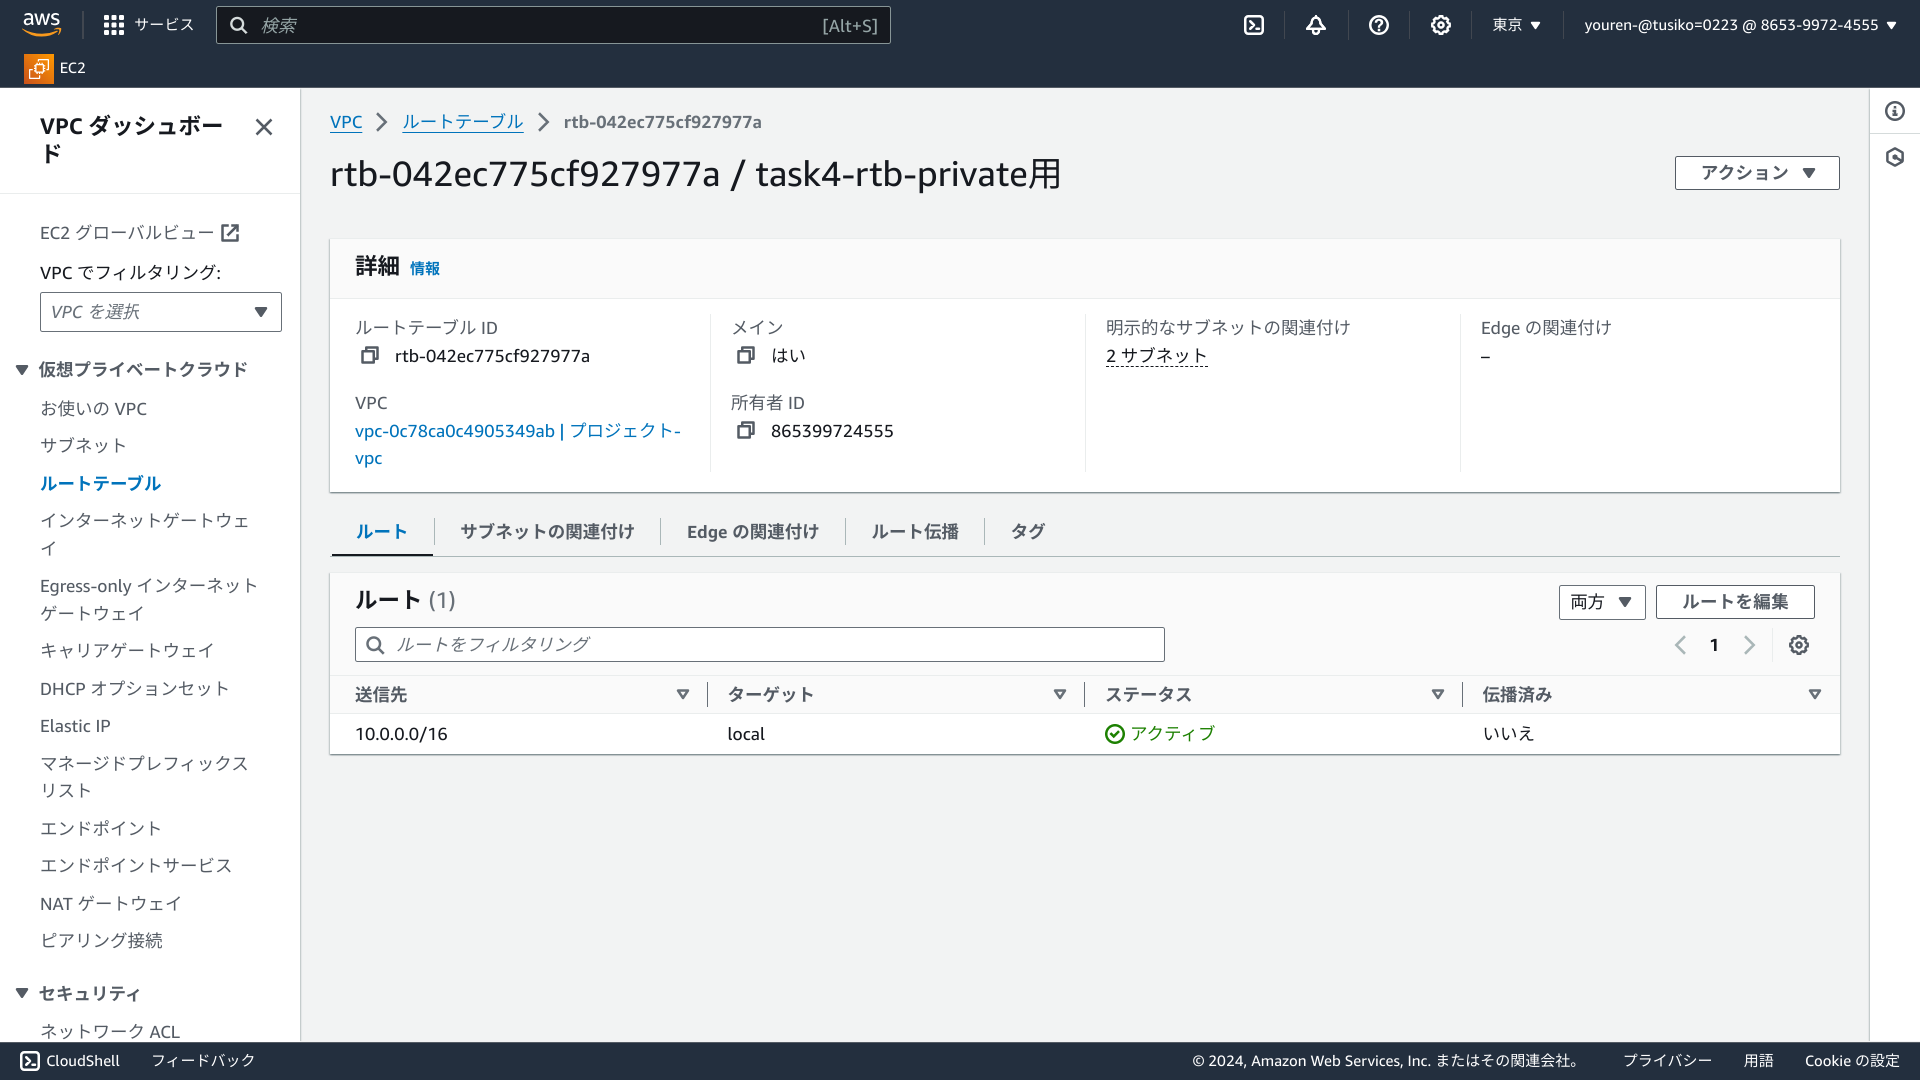 aws
サービス
検索
[Alt+S]
東京
youren-@tusiko=0223 @ 8653-9972-4555
EC2
VPC ダッシュボー
ド
EC2 グローバルビュー
VPC でフィルタリング:
VPC を選択
仮想プライベートクラウド
お使いの VPC
サブネット
ルートテーブル
インターネットゲートウェ
イ
Egress-only インターネット
ゲートウェイ
キャリアゲートウェイ
DHCP オプションセット
Elastic IP
マネージドプレフィックス
リスト
エンドポイント
エンドポイントサービス
NAT ゲートウェイ
ピアリング接続
セキュリティ
ネットワーク ACL
VPC
ルートテーブル
rtb-042ec775cf927977a
rtb-042ec775cf927977a / task4-rtb-private用
アクション
詳細 情報
ルートテーブル ID
rtb-042ec775cf927977a
メイン
はい
明示的なサブネットの関連付け
2 サブネット
Edge の関連付け
–
VPC
vpc-0c78ca0c4905349ab | プロジェクト-
vpc
所有者 ID
865399724555
ルート
サブネットの関連付け
Edge の関連付け
ルート伝播
タグ
ルート (1)
両方
ルートを編集
ルートをフィルタリング
1
送信先
ターゲット
ステータス
伝播済み
10.0.0.0/16
local
アクティブ
いいえ
CloudShell
フィードバック
© 2024, Amazon Web Services, Inc. またはその関連会社。
プライバシー
用語
Cookie の設定